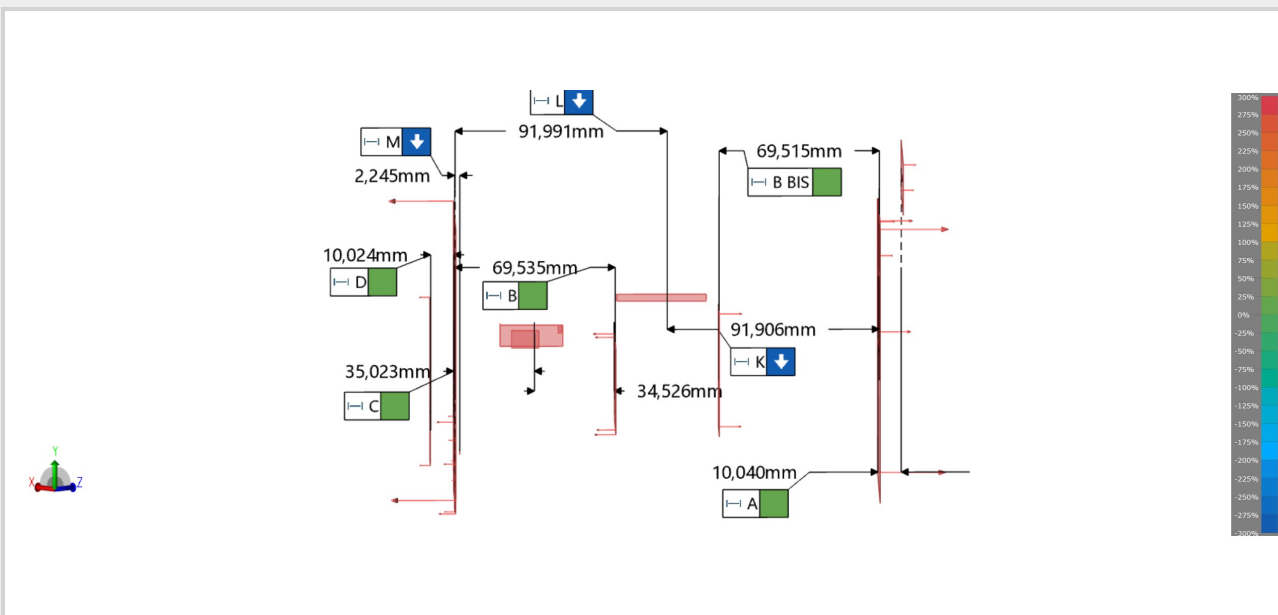 L
91,991mm
M
2,245mm
69,515mm
B BIS
10,024mm
D
69,535mm
B
91,906mm
K
35,023mm
C
34,526mm
10,040mm
A
Y
X
Z
300%
275%
250%
225%
200%
175%
150%
125%
100%
75%
50%
25%
0%
-25%
-50%
-75%
-100%
-125%
-150%
-175%
-200%
-225%
-250%
-275%
-300%